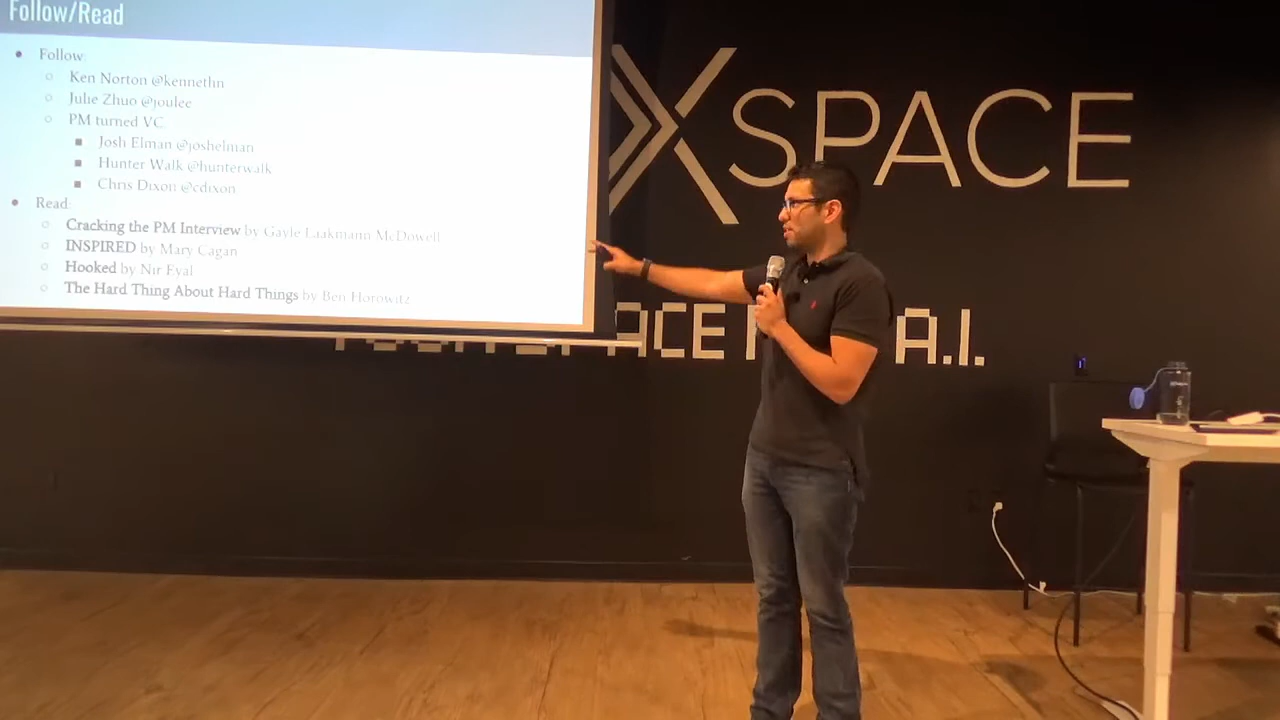 Follow/Read
Follow:
Ken Norton @kennethn
Julie Zhuo @joulee
PM turned VC
Josh Elman @joshelman
Hunter Walk @hunterwalk
Chris Dixon @cdixon
Read:
Cracking the PM Interview by Gayle Laakmann McDowell
INSPIRED by Mary Cagan
Hooked by Nir Eyal
The Hard Thing About Hard Things by Ben Horowitz
XSPACE
A.I.